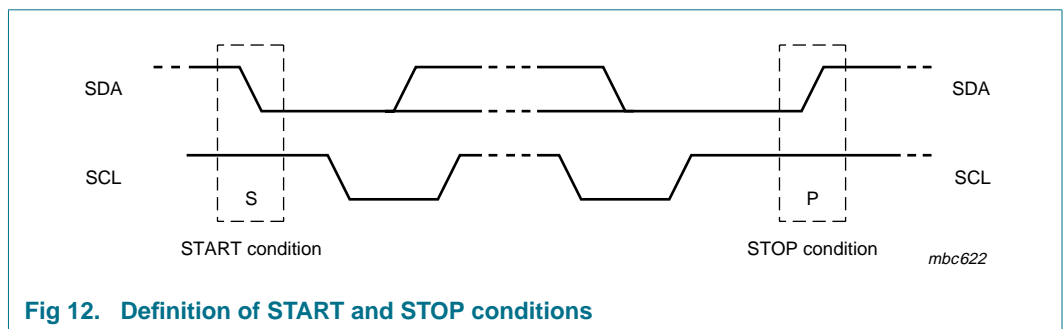 SDA
SDA
SCL
SCL
S
P
START condition
STOP condition
mbc622
Fig 12. Definition of START and STOP conditions